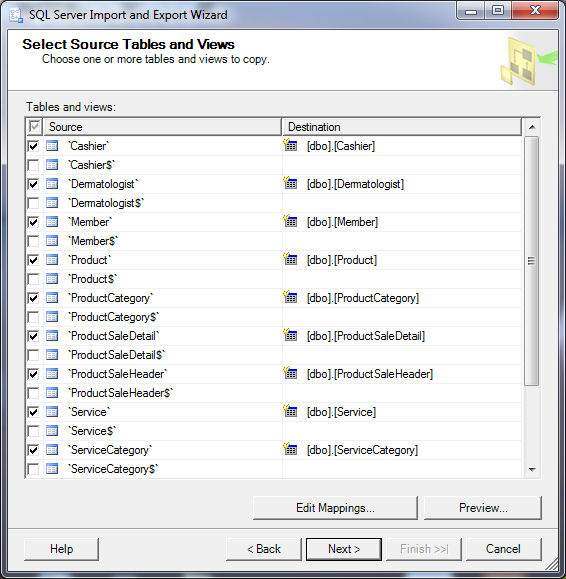 SQL Server Import and Export Wizard
Select Source Tables and Views
Choose one or more tables and views to copy.
Tables and views:
Source Destination
`Cashier` [dbo].[Cashier]
`Cashier$`
`Dermatologist` [dbo].[Dermatologist]
`Dermatologist$`
`Member` [dbo].[Member]
`Member$`
`Product` [dbo].[Product]
`Product$`
`ProductCategory` [dbo].[ProductCategory]
`ProductCategory$`
`ProductSaleDetail` [dbo].[ProductSaleDetail]
`ProductSaleDetail$`
`ProductSaleHeader` [dbo].[ProductSaleHeader]
`ProductSaleHeader$`
`Service` [dbo].[Service]
`Service$`
`ServiceCategory` [dbo].[ServiceCategory]
`ServiceCategory$`
Edit Mappings... Preview...
Help < Back Next > Finish >>| Cancel